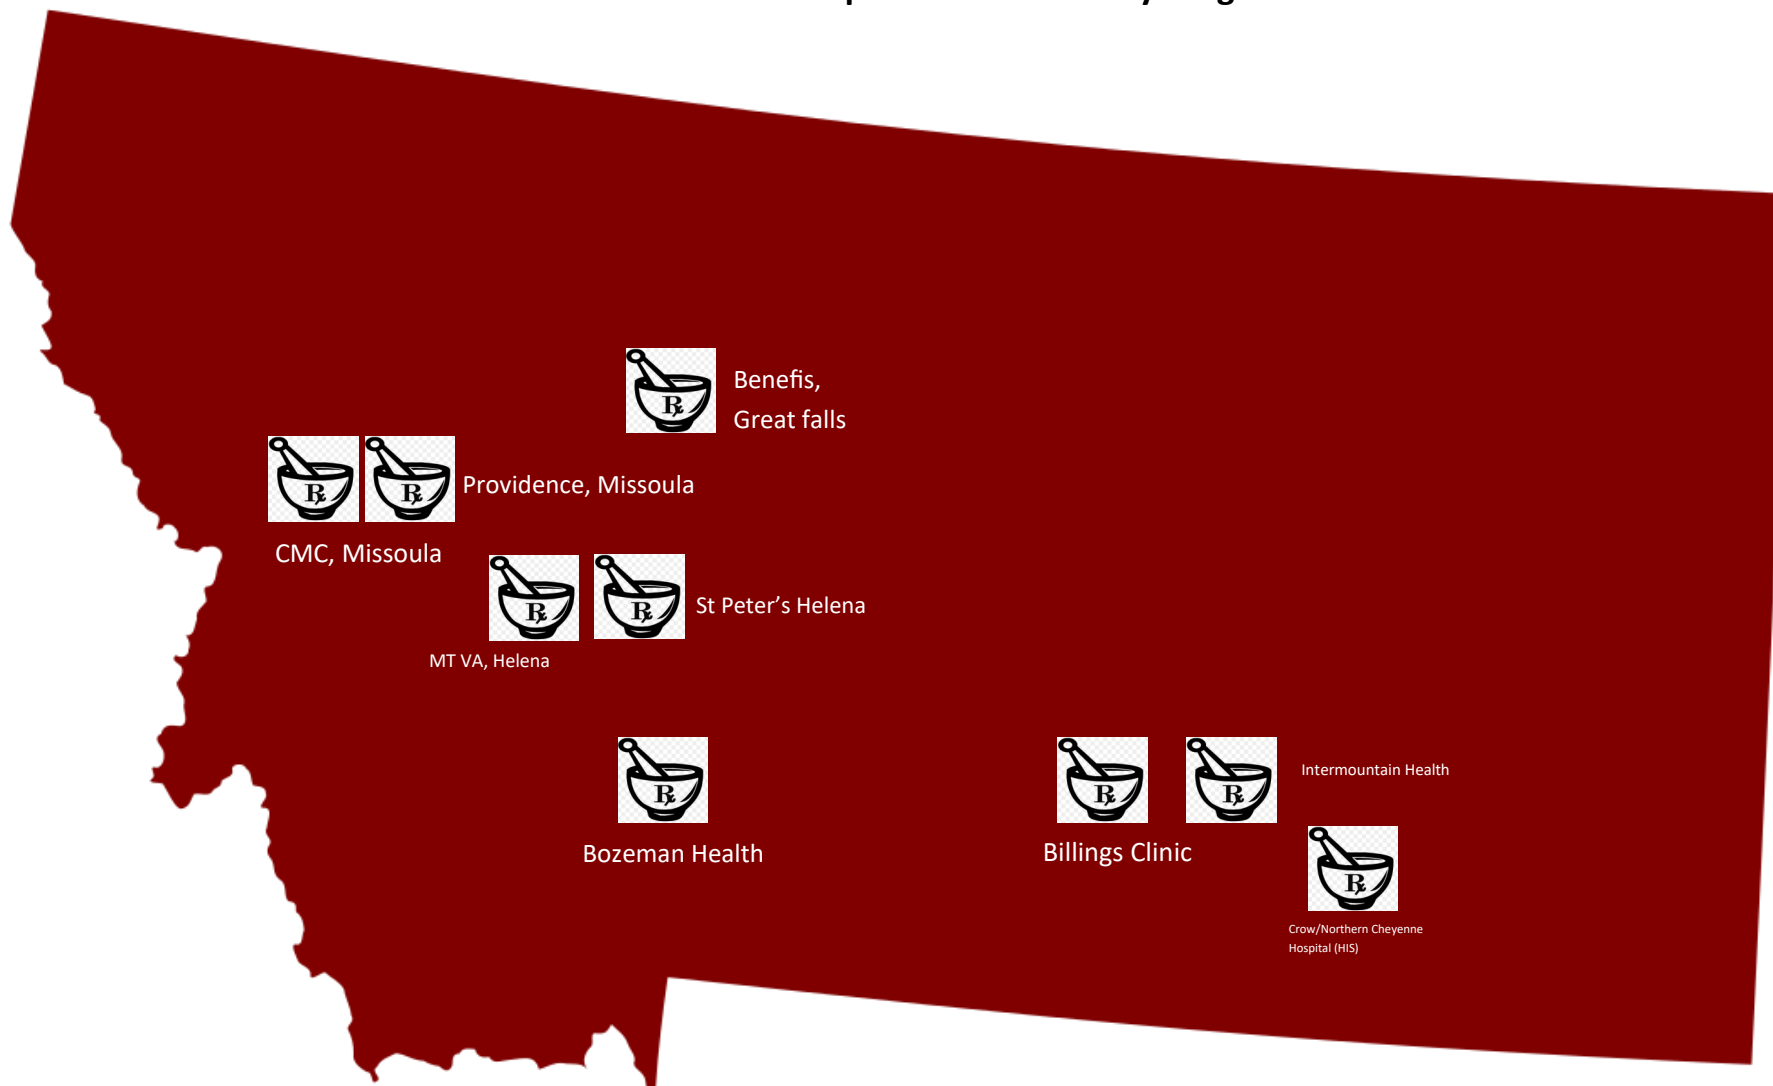 Benefis,
Great falls
Providence, Missoula
CMC, Missoula
St Peter’s Helena
MT VA, Helena
Intermountain Health
Bozeman Health
Billings Clinic
Crow/Northern Cheyenne
Hospital (HIS)
℞
℞
℞
℞
℞
℞
℞
℞
℞